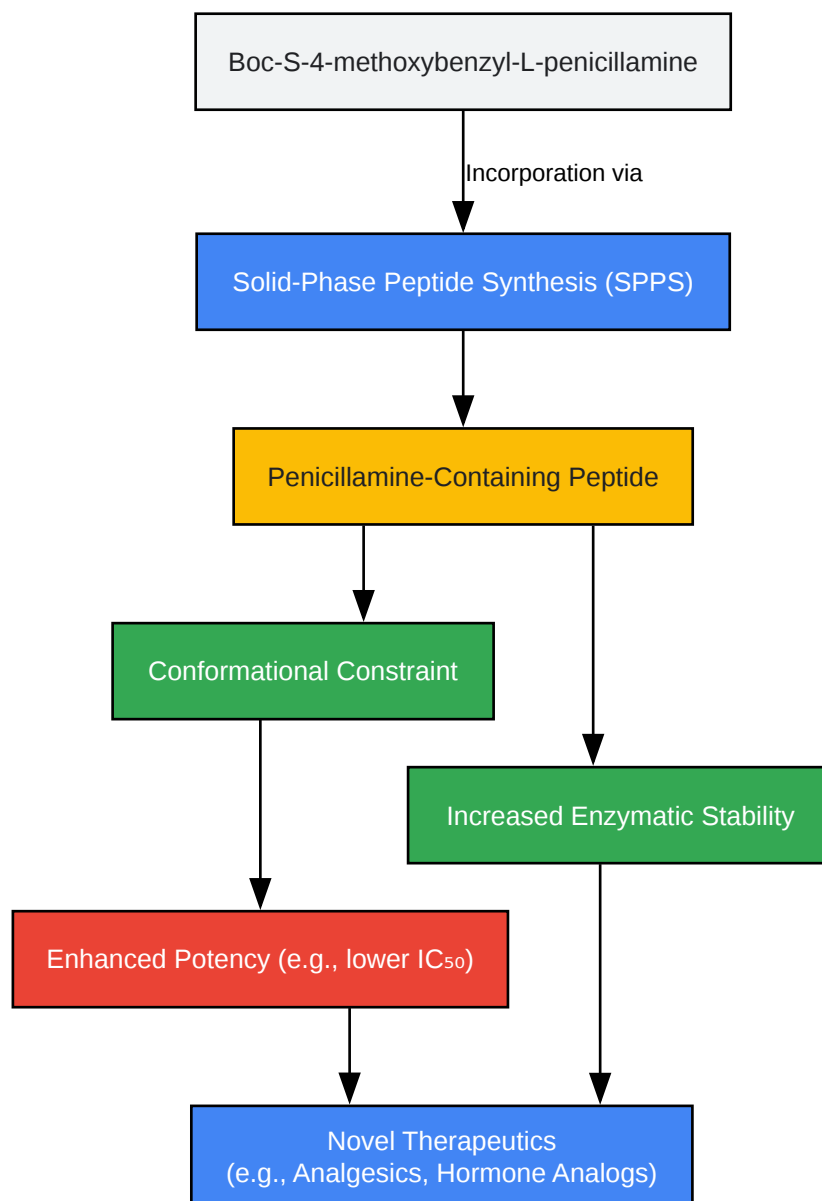 Boc-S-4-methoxybenzyl-L-penicillamine
Incorporation via
Solid-Phase Peptide Synthesis (SPPS)
Penicillamine-Containing Peptide
Conformational Constraint
Increased Enzymatic Stability
Enhanced Potency (e.g., lower IC₅₀)
Novel Therapeutics
(e.g., Analgesics, Hormone Analogs)